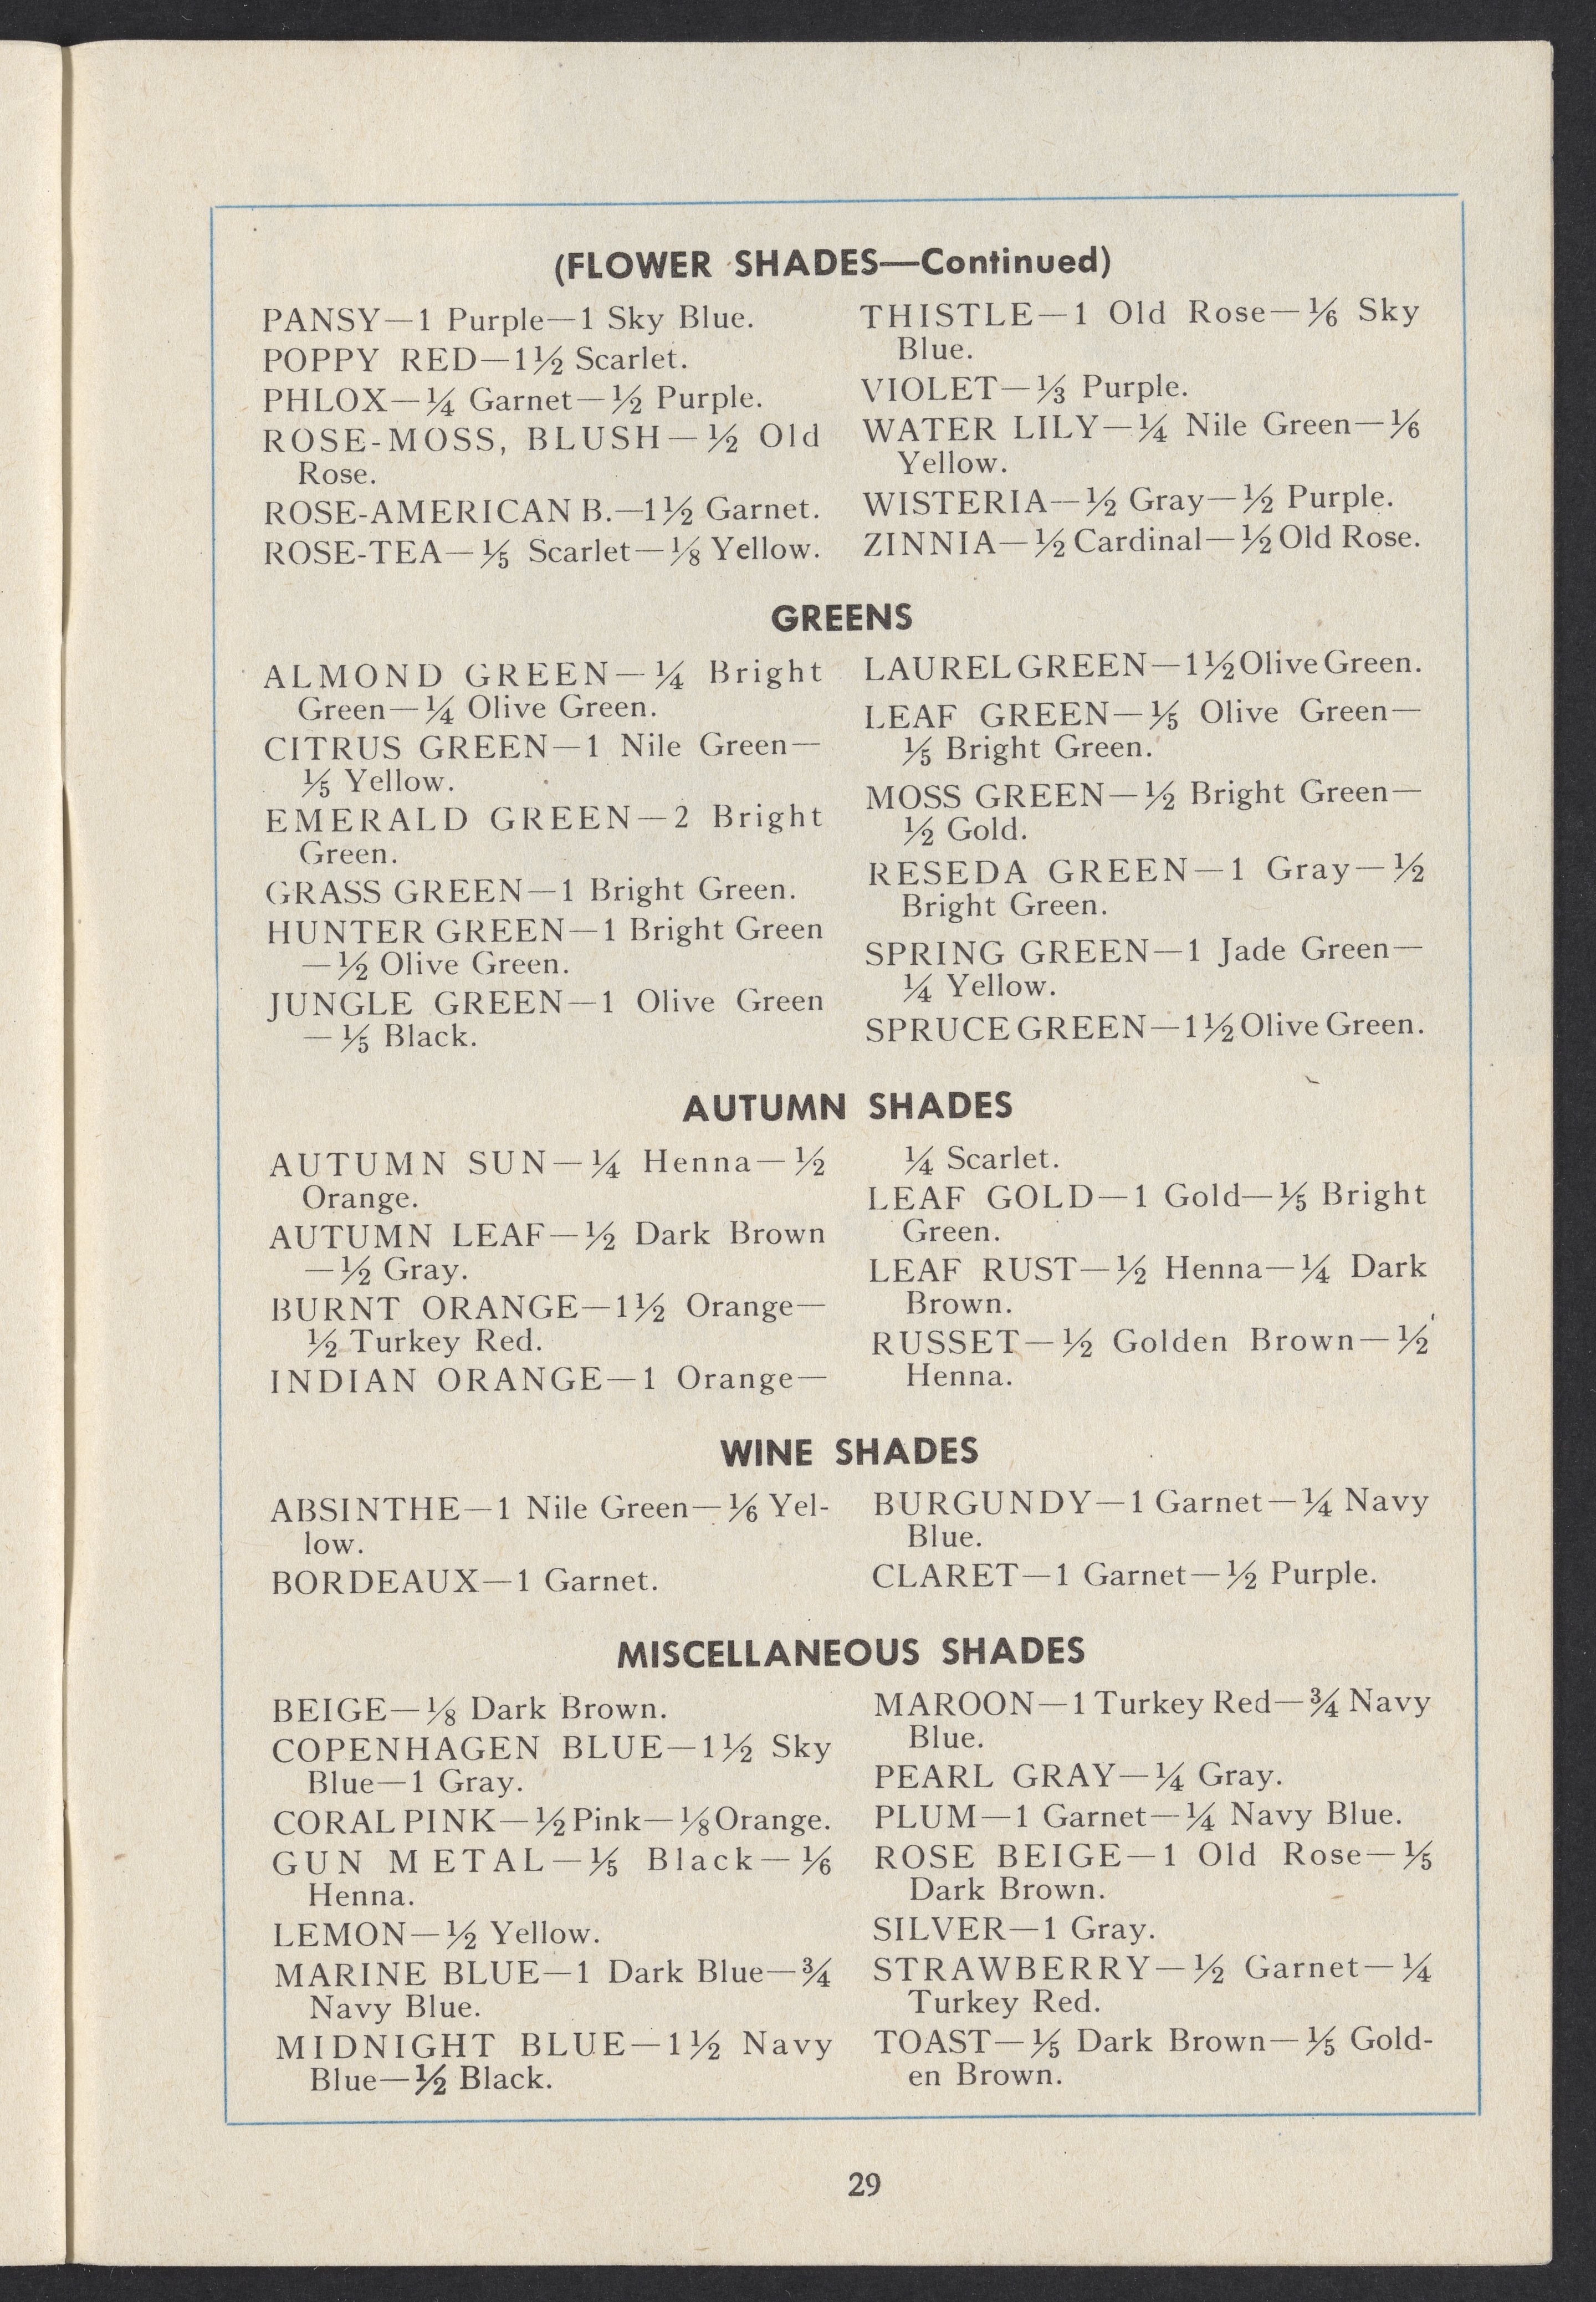 (FLOWER SHADES—Continued)
PANSY—1 Purple—1 Sky Blue.
POPPY RED—1½ Scarlet.
PHLOX—¼ Garnet—½ Purple.
ROSE-MOSS, BLUSH—½ Old
Rose.
ROSE-AMERICAN B.—1½ Garnet.
ROSE-TEA—⅕ Scarlet—⅛ Yellow.
THISTLE—1 Old Rose—⅙ Sky
Blue.
VIOLET—⅓ Purple.
WATER LILY—¼ Nile Green—⅙
Yellow.
WISTERIA—½ Gray—½ Purple.
ZINNIA—½ Cardinal—½ Old Rose.
GREENS
ALMOND GREEN—¼ Bright
Green—¼ Olive Green.
CITRUS GREEN—1 Nile Green—
⅕ Yellow.
EMERALD GREEN—2 Bright
Green.
GRASS GREEN—1 Bright Green.
HUNTER GREEN—1 Bright Green
—½ Olive Green.
JUNGLE GREEN—1 Olive Green
—⅕ Black.
LAUREL GREEN—1½ Olive Green.
LEAF GREEN—⅕ Olive Green—
⅕ Bright Green.
MOSS GREEN—½ Bright Green—
½ Gold.
RESEDA GREEN—1 Gray—½
Bright Green.
SPRING GREEN—1 Jade Green—
¼ Yellow.
SPRUCE GREEN—1½ Olive Green.
AUTUMN SHADES
AUTUMN SUN—¼ Henna—½
Orange.
AUTUMN LEAF—½ Dark Brown
—½ Gray.
BURNT ORANGE—1½ Orange—
½ Turkey Red.
INDIAN ORANGE—1 Orange—
¼ Scarlet.
LEAF GOLD—1 Gold—⅕ Bright
Green.
LEAF RUST—½ Henna—¼ Dark
Brown.
RUSSET—½ Golden Brown—½
Henna.
WINE SHADES
ABSINTHE—1 Nile Green—⅙ Yel-
low.
BORDEAUX—1 Garnet.
BURGUNDY—1 Garnet—¼ Navy
Blue.
CLARET—1 Garnet—½ Purple.
MISCELLANEOUS SHADES
BEIGE—⅛ Dark Brown.
COPENHAGEN BLUE—1½ Sky
Blue—1 Gray.
CORAL PINK—½ Pink—⅛ Orange.
GUN METAL—⅕ Black—⅙
Henna.
LEMON—½ Yellow.
MARINE BLUE—1 Dark Blue—¾
Navy Blue.
MIDNIGHT BLUE—1½ Navy
Blue—½ Black.
MAROON—1 Turkey Red—¾ Navy
Blue.
PEARL GRAY—¼ Gray.
PLUM—1 Garnet—¼ Navy Blue.
ROSE BEIGE—1 Old Rose—⅕
Dark Brown.
SILVER—1 Gray.
STRAWBERRY—½ Garnet—¼
Turkey Red.
TOAST—⅕ Dark Brown—⅕ Gold-
en Brown.
29